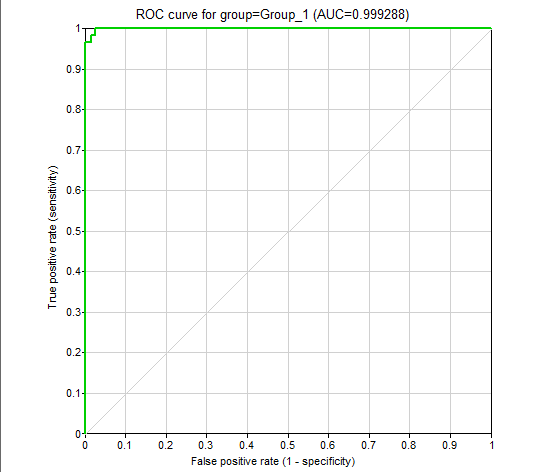 ROC curve for group=Group_1 (AUC=0.999288)
1
0.9
0.8
0.7
0.6
0.5
0.4
0.3
0.2
0.1
0
True positive rate (sensitivity)
0 0.1 0.2 0.3 0.4 0.5 0.6 0.7 0.8 0.9 1
False positive rate (1 - specificity)